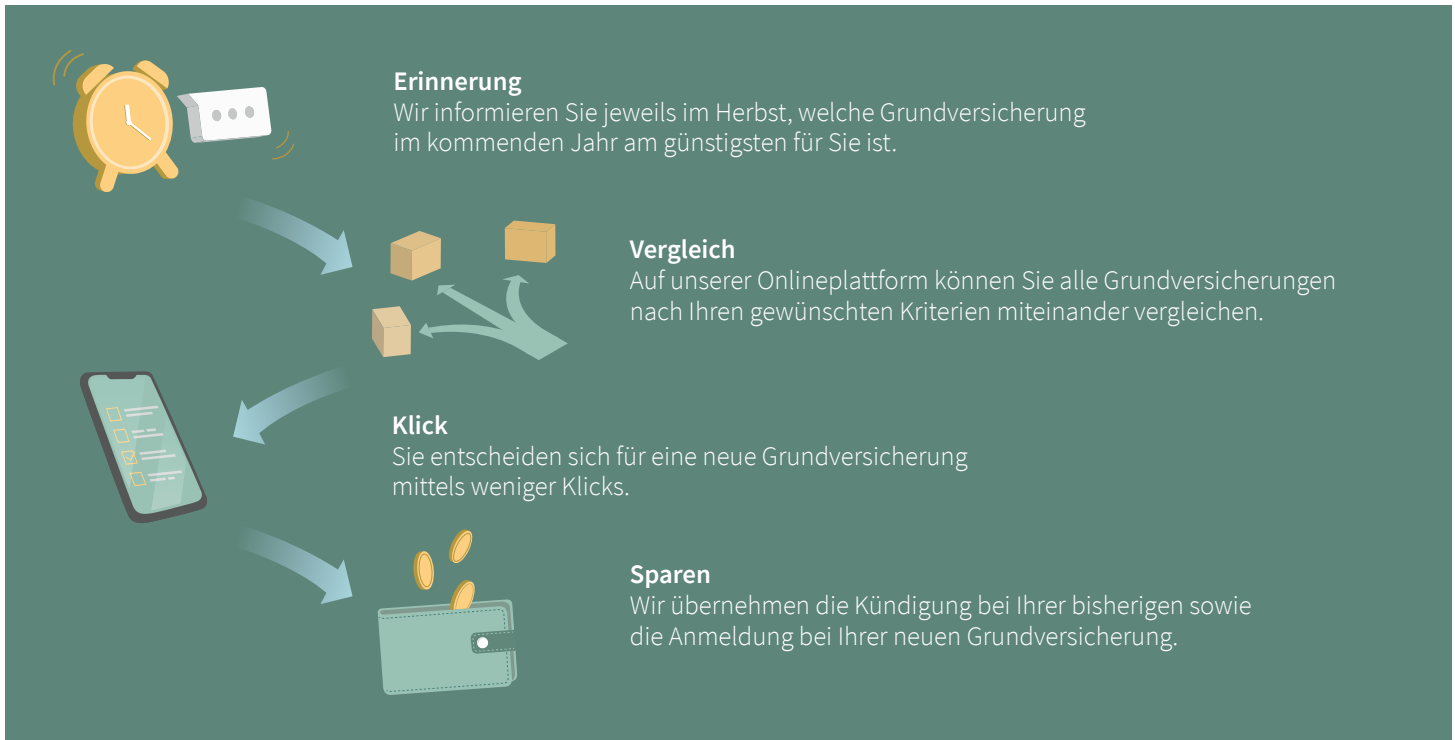 Erinnerung
Wir informieren Sie jeweils im Herbst, welche Grundversicherung
im kommenden Jahr am günstigsten für Sie ist.
Vergleich
Auf unserer Onlineplattform können Sie alle Grundversicherungen
nach Ihren gewünschten Kriterien miteinander vergleichen.
Klick
Sie entscheiden sich für eine neue Grundversicherung
mittels weniger Klicks.
Sparen
Wir übernehmen die Kündigung bei Ihrer bisherigen sowie
die Anmeldung bei Ihrer neuen Grundversicherung.